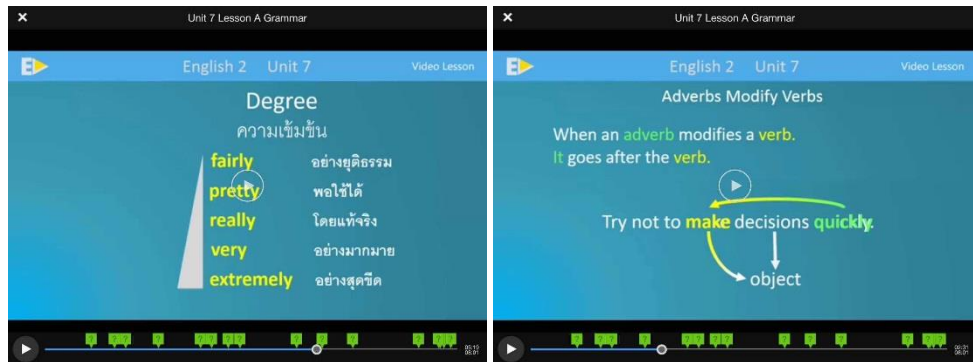 Unit 7 Lesson A Grammar
English 2 Unit 7
Video Lesson
Degree
ความเข้มข้น
fairly อย่างยุติธรรม
pretty พอใช้ได้
really โดยแท้จริง
very อย่างมากมาย
extremely อย่างสุดขีด
Unit 7 Lesson A Grammar
English 2 Unit 7
Video Lesson
Adverbs Modify Verbs
When an adverb modifies a verb.
It goes after the verb.
Try not to make decisions quickly.
object